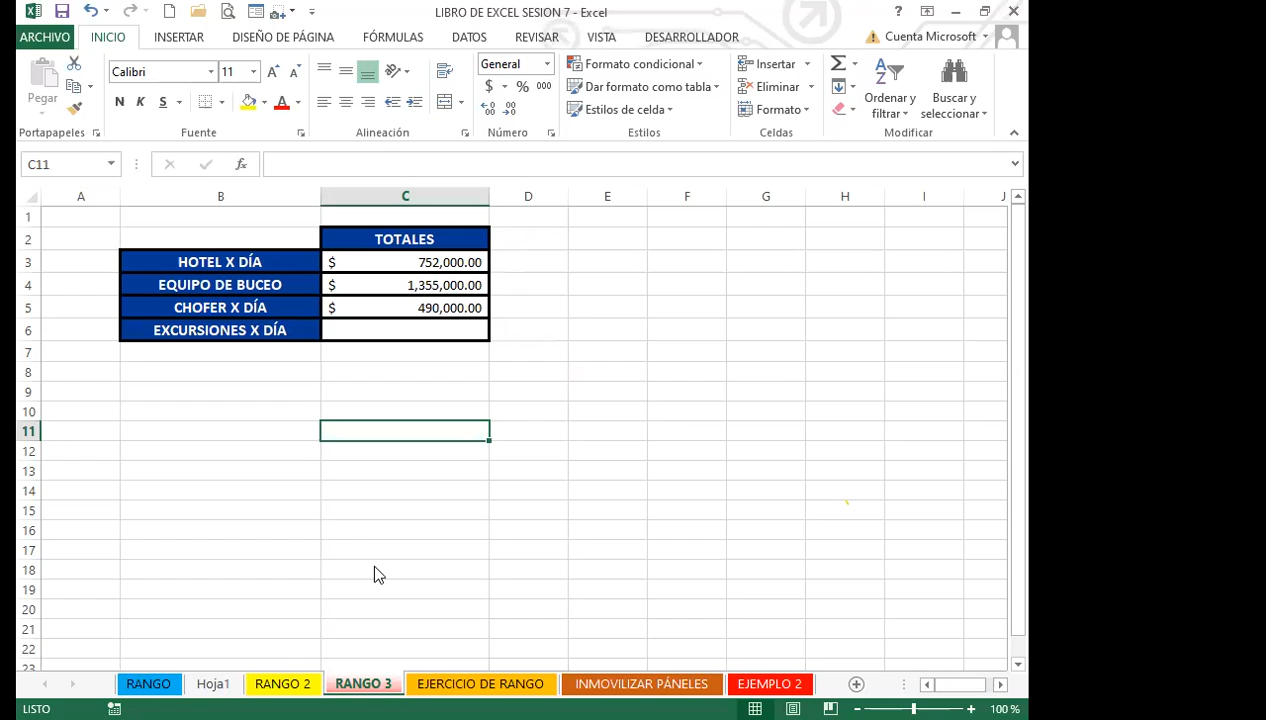 LIBRO DE EXCEL SESION 7 - Excel
?
ARCHIVO INICIO INSERTAR DISEÑO DE PÁGINA FÓRMULAS DATOS REVISAR VISTA DESARROLLADOR Cuenta Microsoft
Pegar
Calibri 11
N K S A
General
$ % 000
Formato condicional
Dar formato como tabla
Estilos de celda
Insertar
Eliminar
Formato
Ordenar y filtrar
Buscar y seleccionar
Portapapeles Fuente Alineación Número Estilos Celdas Modificar
C11 fx
A B C D E F G H I J
1
2 TOTALES
3 HOTEL X DÍA $ 752,000.00
4 EQUIPO DE BUCEO $ 1,355,000.00
5 CHOFER X DÍA $ 490,000.00
6 EXCURSIONES X DÍA
7
8
9
10
11
12
13
14
15
16
17
18
19
20
21
22
23
RANGO Hoja1 RANGO 2 RANGO 3 EJERCICIO DE RANGO INMOVILIZAR PÁNELES EJEMPLO 2
LISTO 100 %